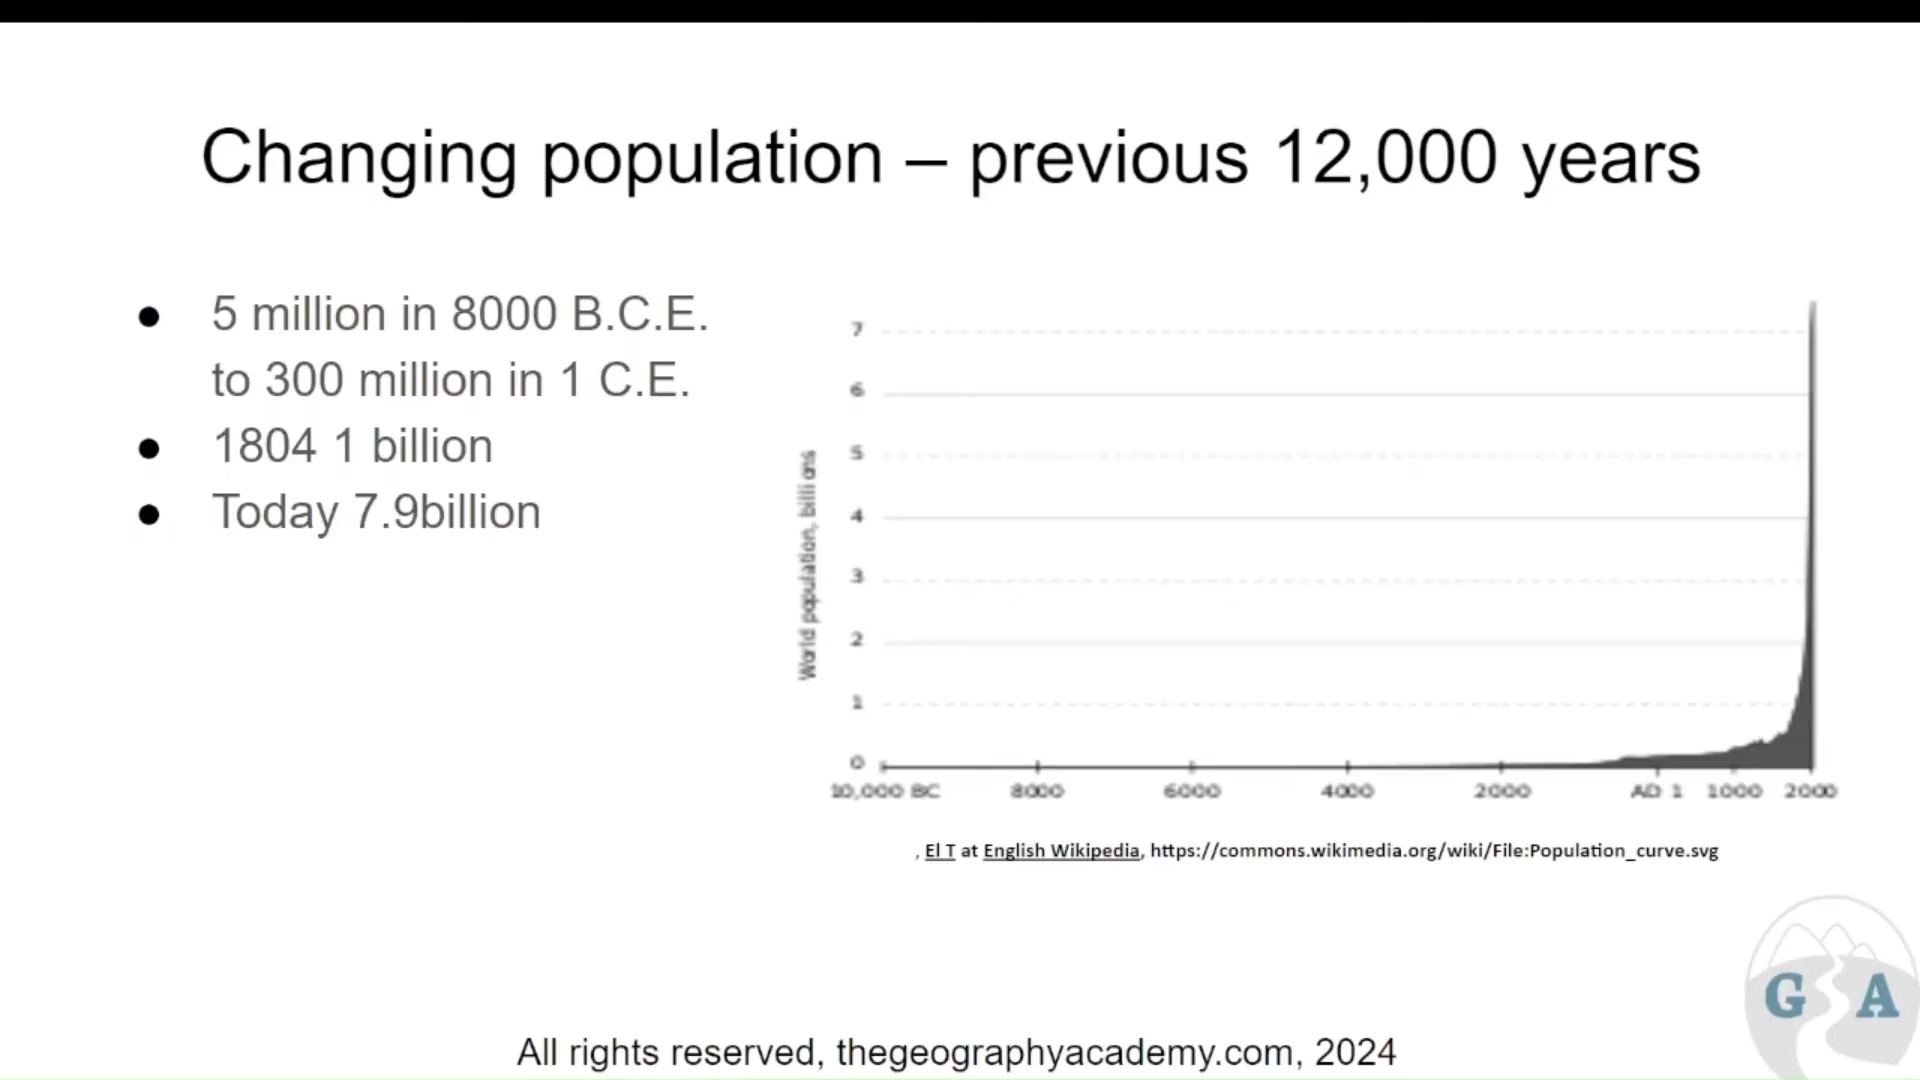 Changing population – previous 12,000 years
● 5 million in 8000 B.C.E.
to 300 million in 1 C.E.
● 1804 1 billion
● Today 7.9billion
World population, billions
7
6
5
4
3
2
1
0
10,000 BC 8000 6000 4000 2000 AD 1 1000 2000
, El T at English Wikipedia, https://commons.wikimedia.org/wiki/File:Population_curve.svg
G A
All rights reserved, thegeographyacademy.com, 2024